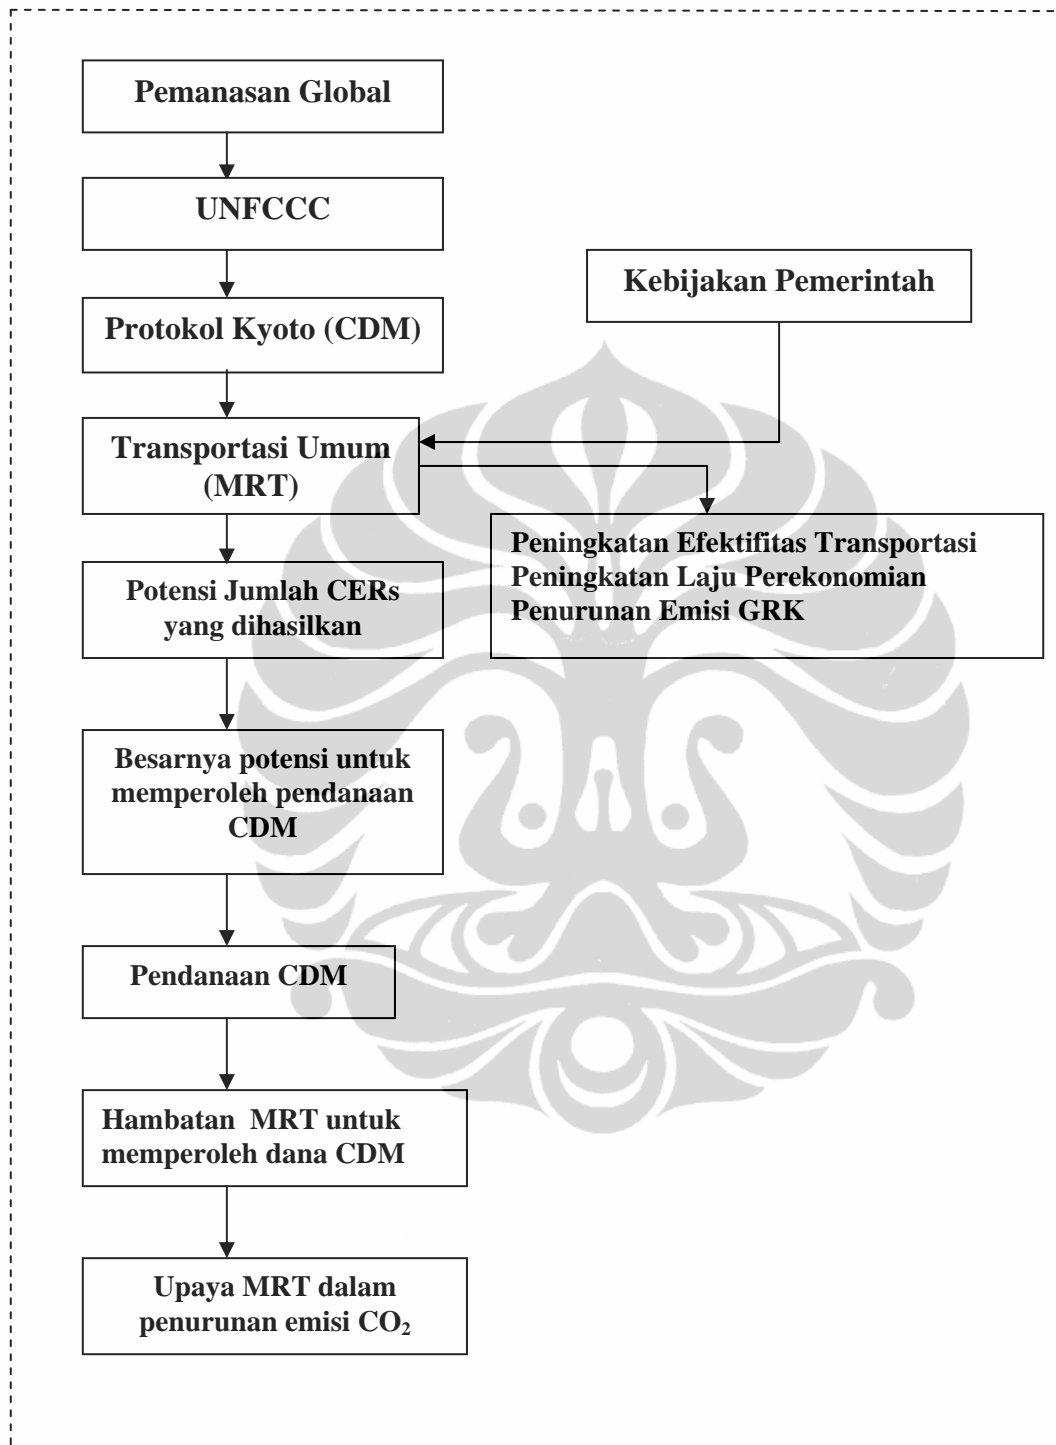 Pemanasan Global
UNFCCC
Kebijakan Pemerintah
Protokol Kyoto (CDM)
Transportasi Umum
(MRT)
Peningkatan Efektifitas Transportasi
Peningkatan Laju Perekonomian
Penurunan Emisi GRK
Potensi Jumlah CERs
yang dihasilkan
Besarnya potensi untuk
memperoleh pendanaan
CDM
Pendanaan CDM
Hambatan  MRT untuk
memperoleh dana CDM
Upaya MRT dalam
penurunan emisi CO₂